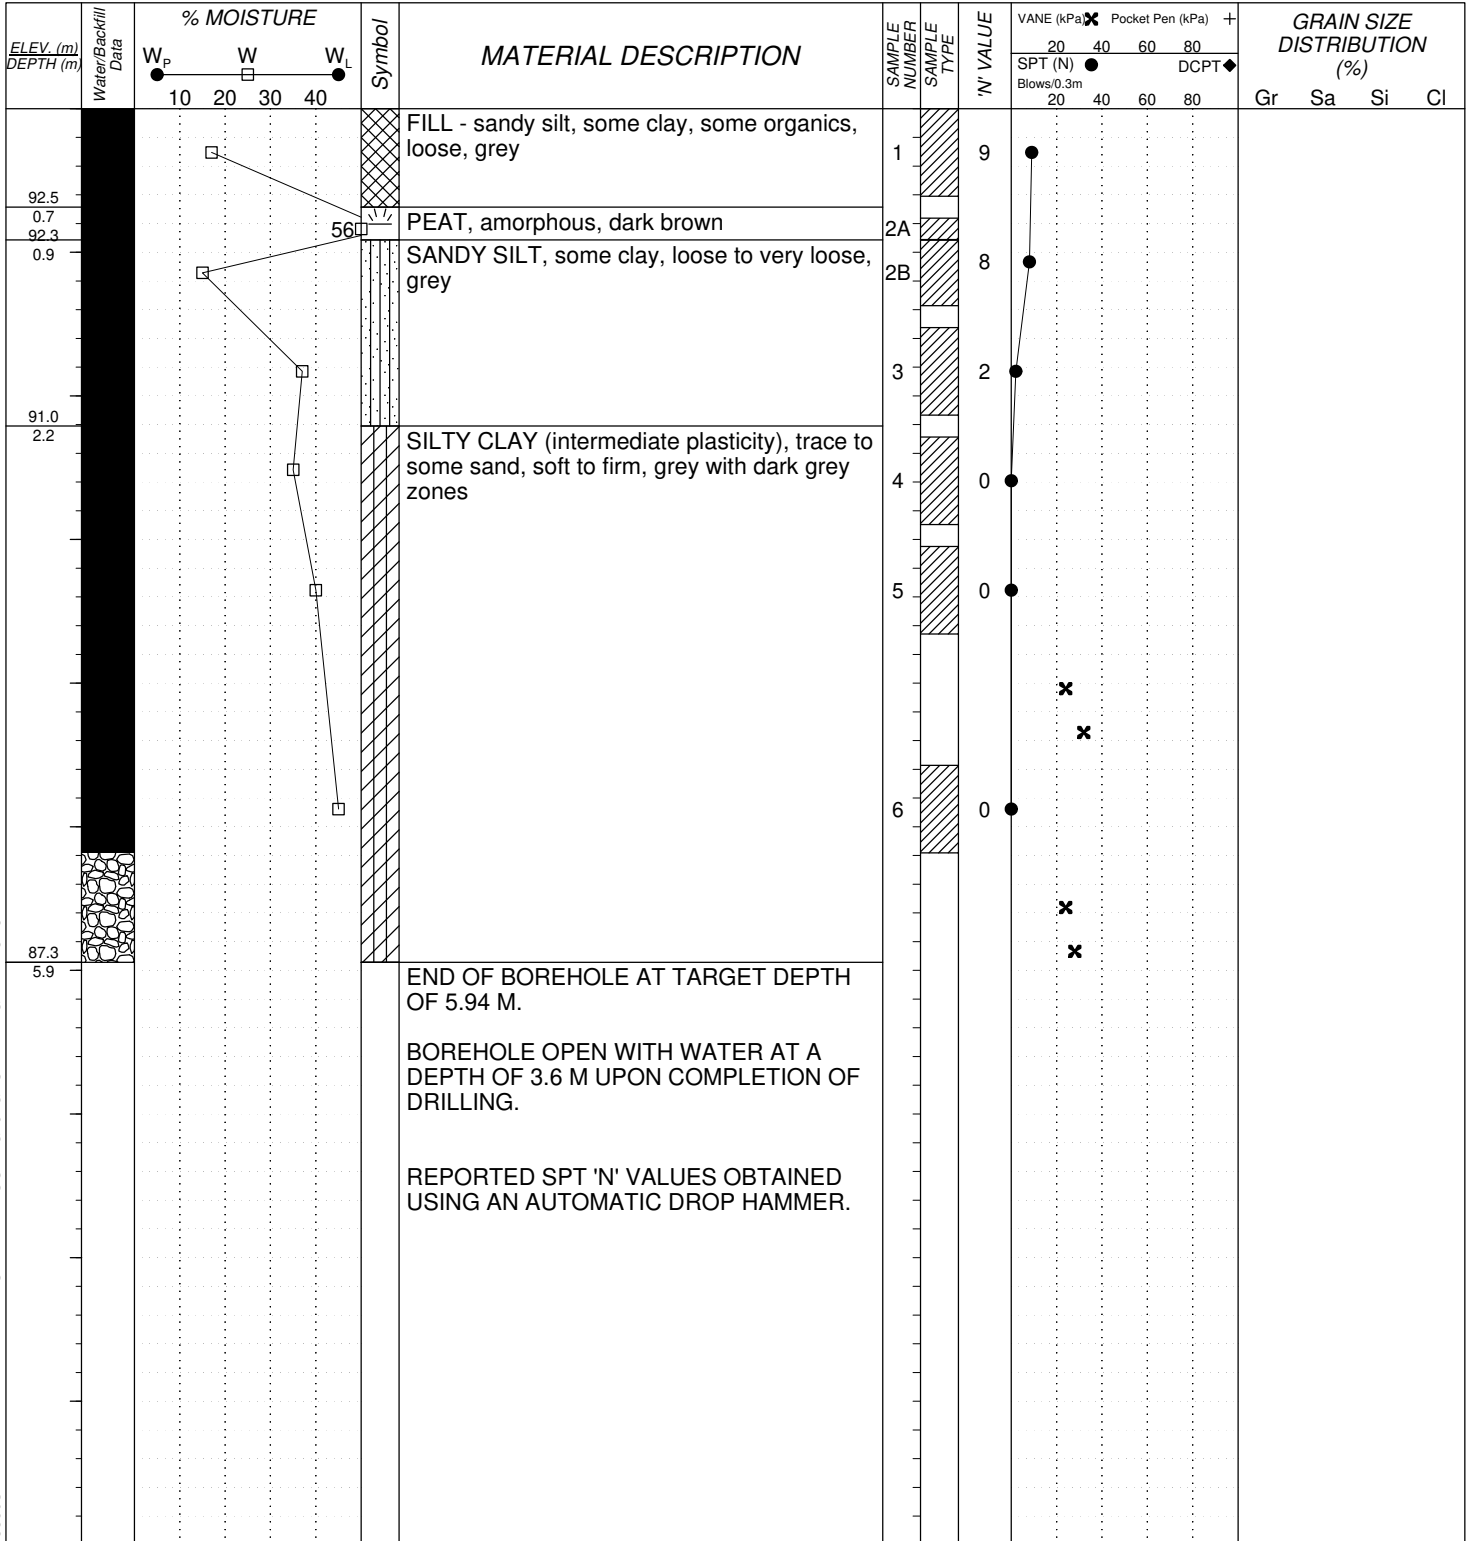 ELEV. (m)
DEPTH (m)
Water/Backfill
Data
% MOISTURE
WP W WL
10 20 30 40
Symbol
MATERIAL DESCRIPTION
SAMPLE
NUMBER
SAMPLE
TYPE
'N' VALUE
VANE (kPa) Pocket Pen (kPa)
20 40 60 80
SPT (N) DCPT
Blows/0.3m
20 40 60 80
GRAIN SIZE
DISTRIBUTION
(%)
Gr Sa Si Cl
FILL - sandy silt, some clay, some organics,
loose, grey
1 9
92.5
0.7
PEAT, amorphous, dark brown
56 2A
92.3
0.9
SANDY SILT, some clay, loose to very loose,
grey
2B 8
3 2
91.0
2.2
SILTY CLAY (intermediate plasticity), trace to
some sand, soft to firm, grey with dark grey
zones
4 0
5 0
6 0
87.3
5.9
END OF BOREHOLE AT TARGET DEPTH
OF 5.94 M.
BOREHOLE OPEN WITH WATER AT A
DEPTH OF 3.6 M UPON COMPLETION OF
DRILLING.
REPORTED SPT 'N' VALUES OBTAINED
USING AN AUTOMATIC DROP HAMMER.